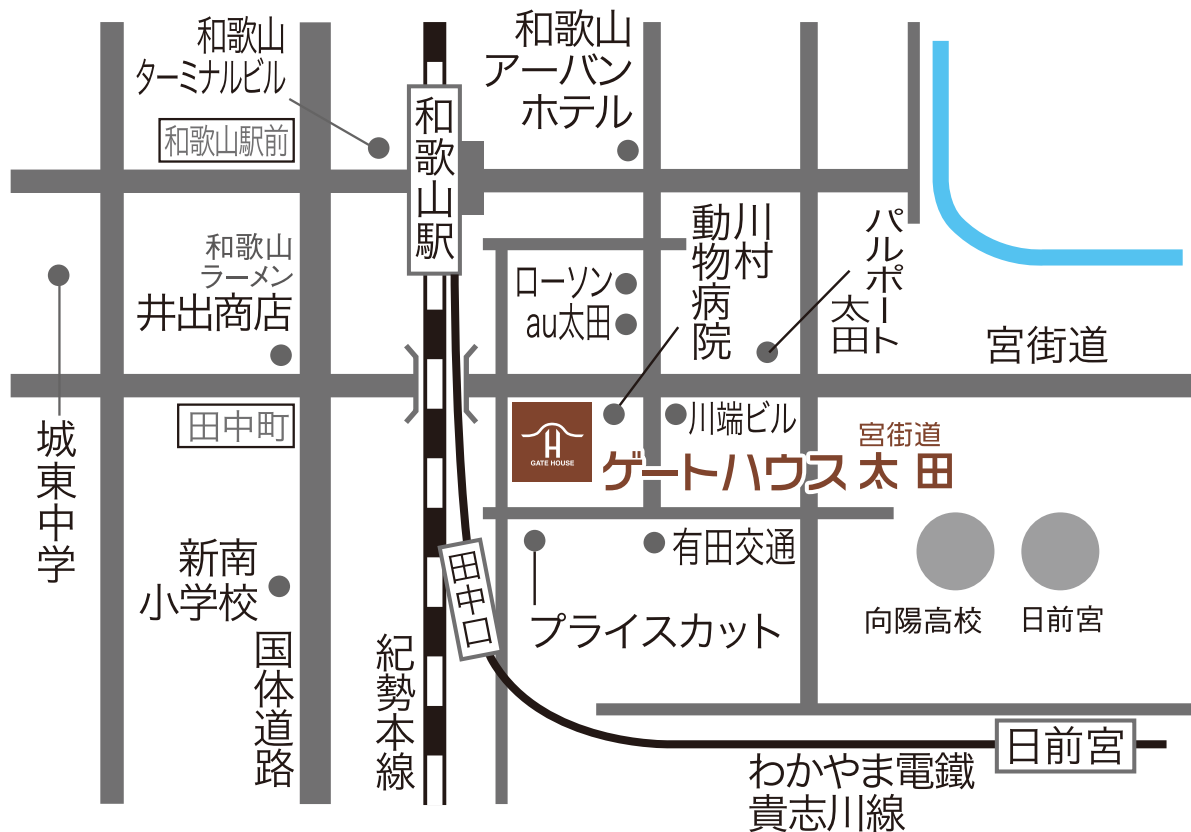 和歌山
ターミナルビル
和歌山駅前
和歌山駅
和歌山
アーバン
ホテル
和歌山
ラーメン
井出商店
ローソン
au太田
川村
動物病院
パルポート
太田
宮街道
田中町
川端ビル
GATE HOUSE
宮街道
ゲートハウス太田
城東中学
新南
小学校
国体道路
紀勢本線
田中口
プライスカット
有田交通
向陽高校
日前宮
日前宮
わかやま電鐵
貴志川線